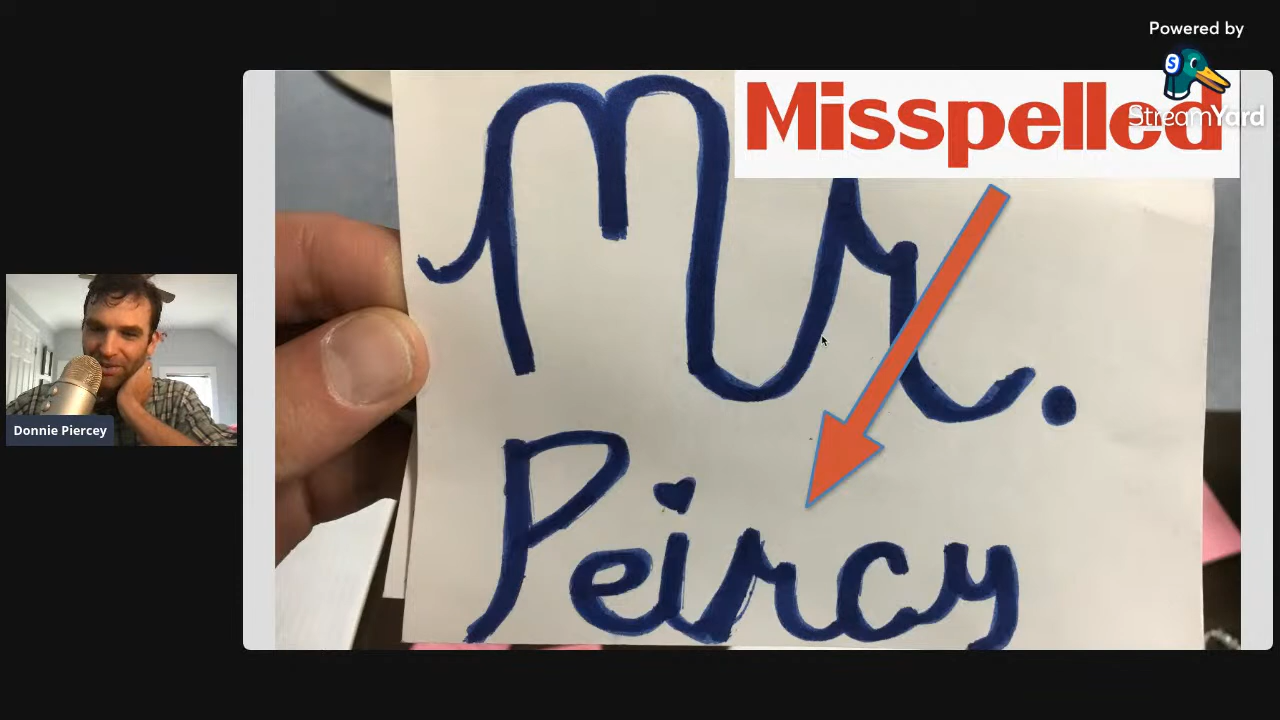 Powered by
StreamYard
Misspelled
Mr.
Peircy
Donnie Piercey